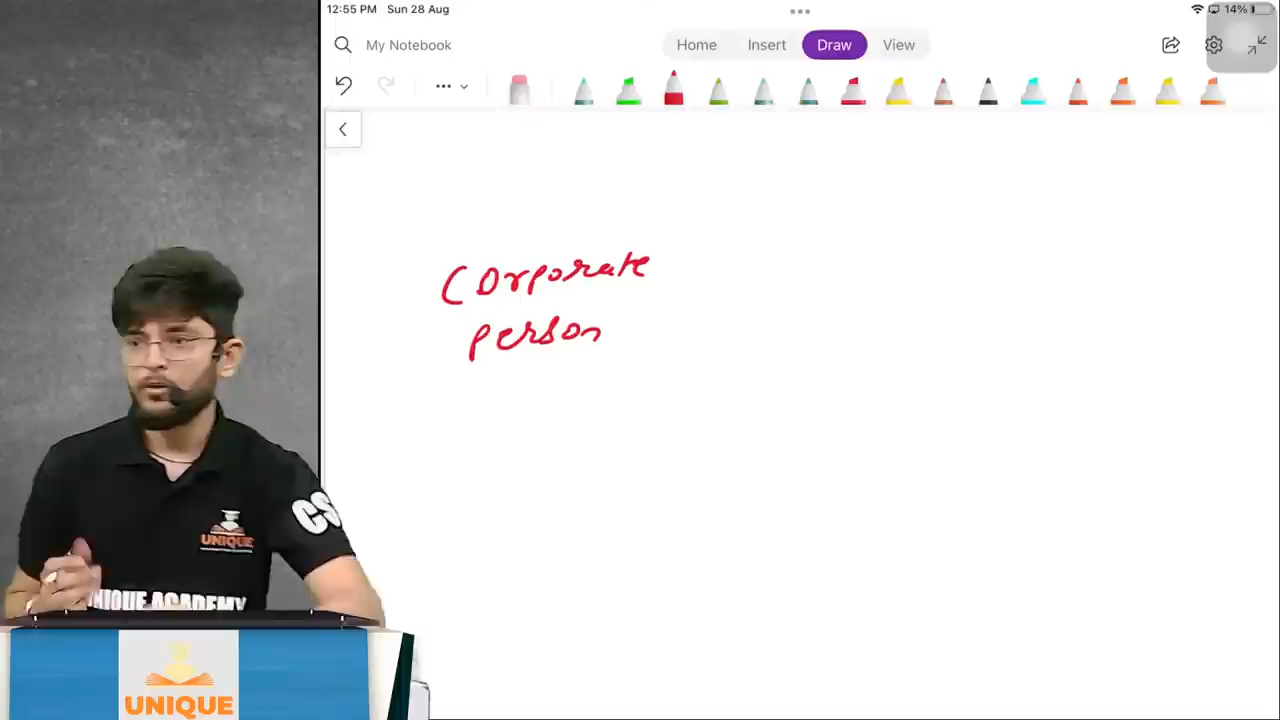 12:55 PM Sun 28 Aug
14%
My Notebook
Home Insert Draw View
Corporate
person
CS
UNIQUE
UNIQUE ACADEMY
UNIQUE